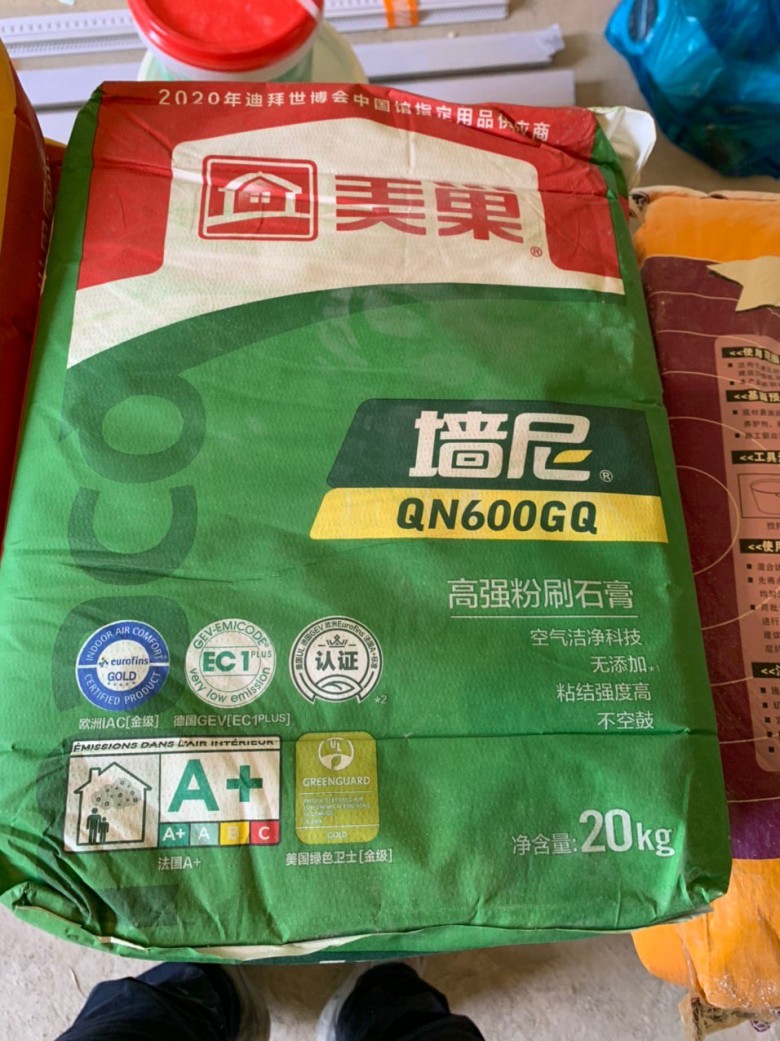 2020年迪拜世博会中国馆指定用品供应商
美巢®
墙尼®
QN600GQ
高强粉刷石膏
空气洁净科技
无添加*1
粘结强度高
不空鼓
INDOOR AIR COMFORT
eurofins
GOLD
CERTIFIED PRODUCT
GEV-EMICODE
EC1PLUS
very low emission
认证
*2
欧洲IAC[金级]
德国GEV[EC1PLUS]
ÉMISSIONS DANS L'AIR INTÉRIEUR
A+
A+ A B C
法国A+
UL
GREENGUARD
GOLD
美国绿色卫士[金级]
净含量:20kg